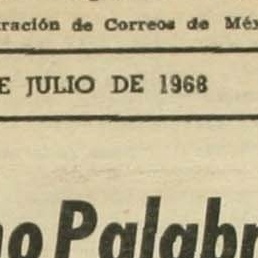 ración de Correos de Méx
E JULIO DE 1968
no Palabr